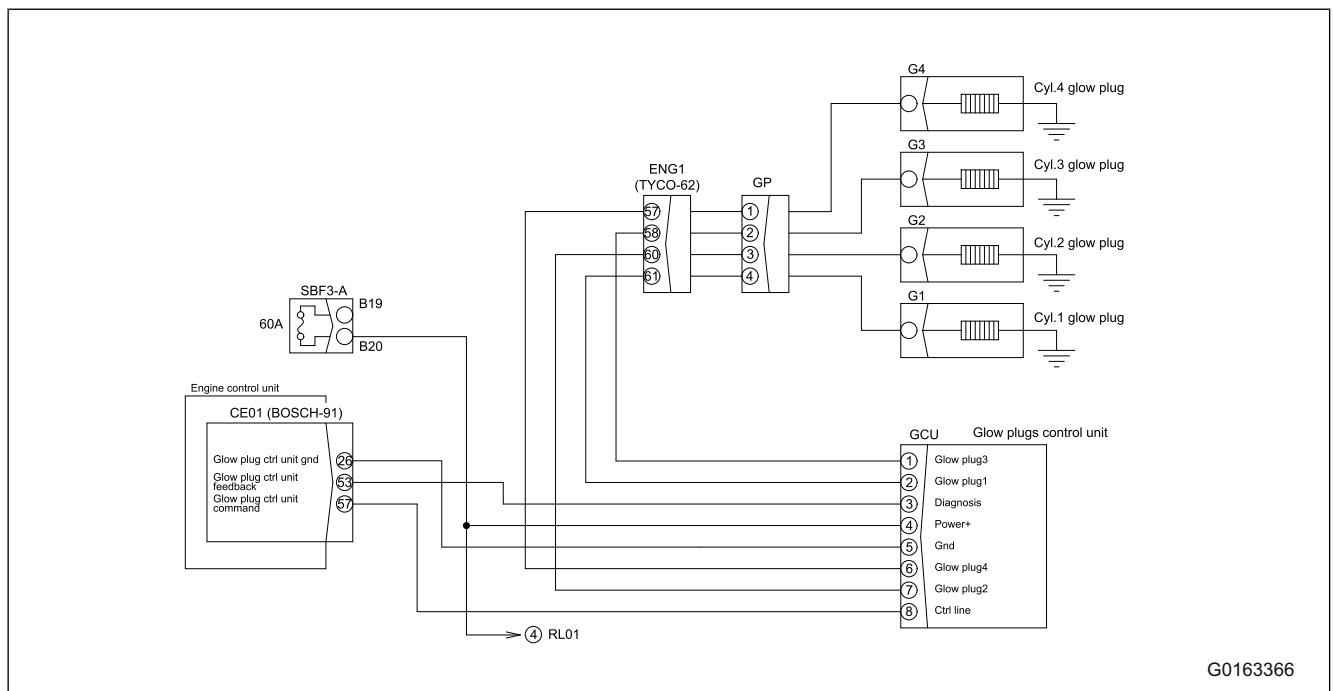 G4
Cyl.4 glow plug
G3
Cyl.3 glow plug
ENG1
(TYCO-62)
GP
57
1
58
2
60
3
61
4
G2
Cyl.2 glow plug
G1
Cyl.1 glow plug
SBF3-A
B19
60A
B20
Engine control unit
CE01 (BOSCH-91)
Glow plug ctrl unit gnd
26
Glow plug ctrl unit
feedback
53
Glow plug ctrl unit
command
57
GCU
Glow plugs control unit
1 Glow plug3
2 Glow plug1
3 Diagnosis
4 Power+
5 Gnd
6 Glow plug4
7 Glow plug2
8 Ctrl line
4 RL01
G0163366